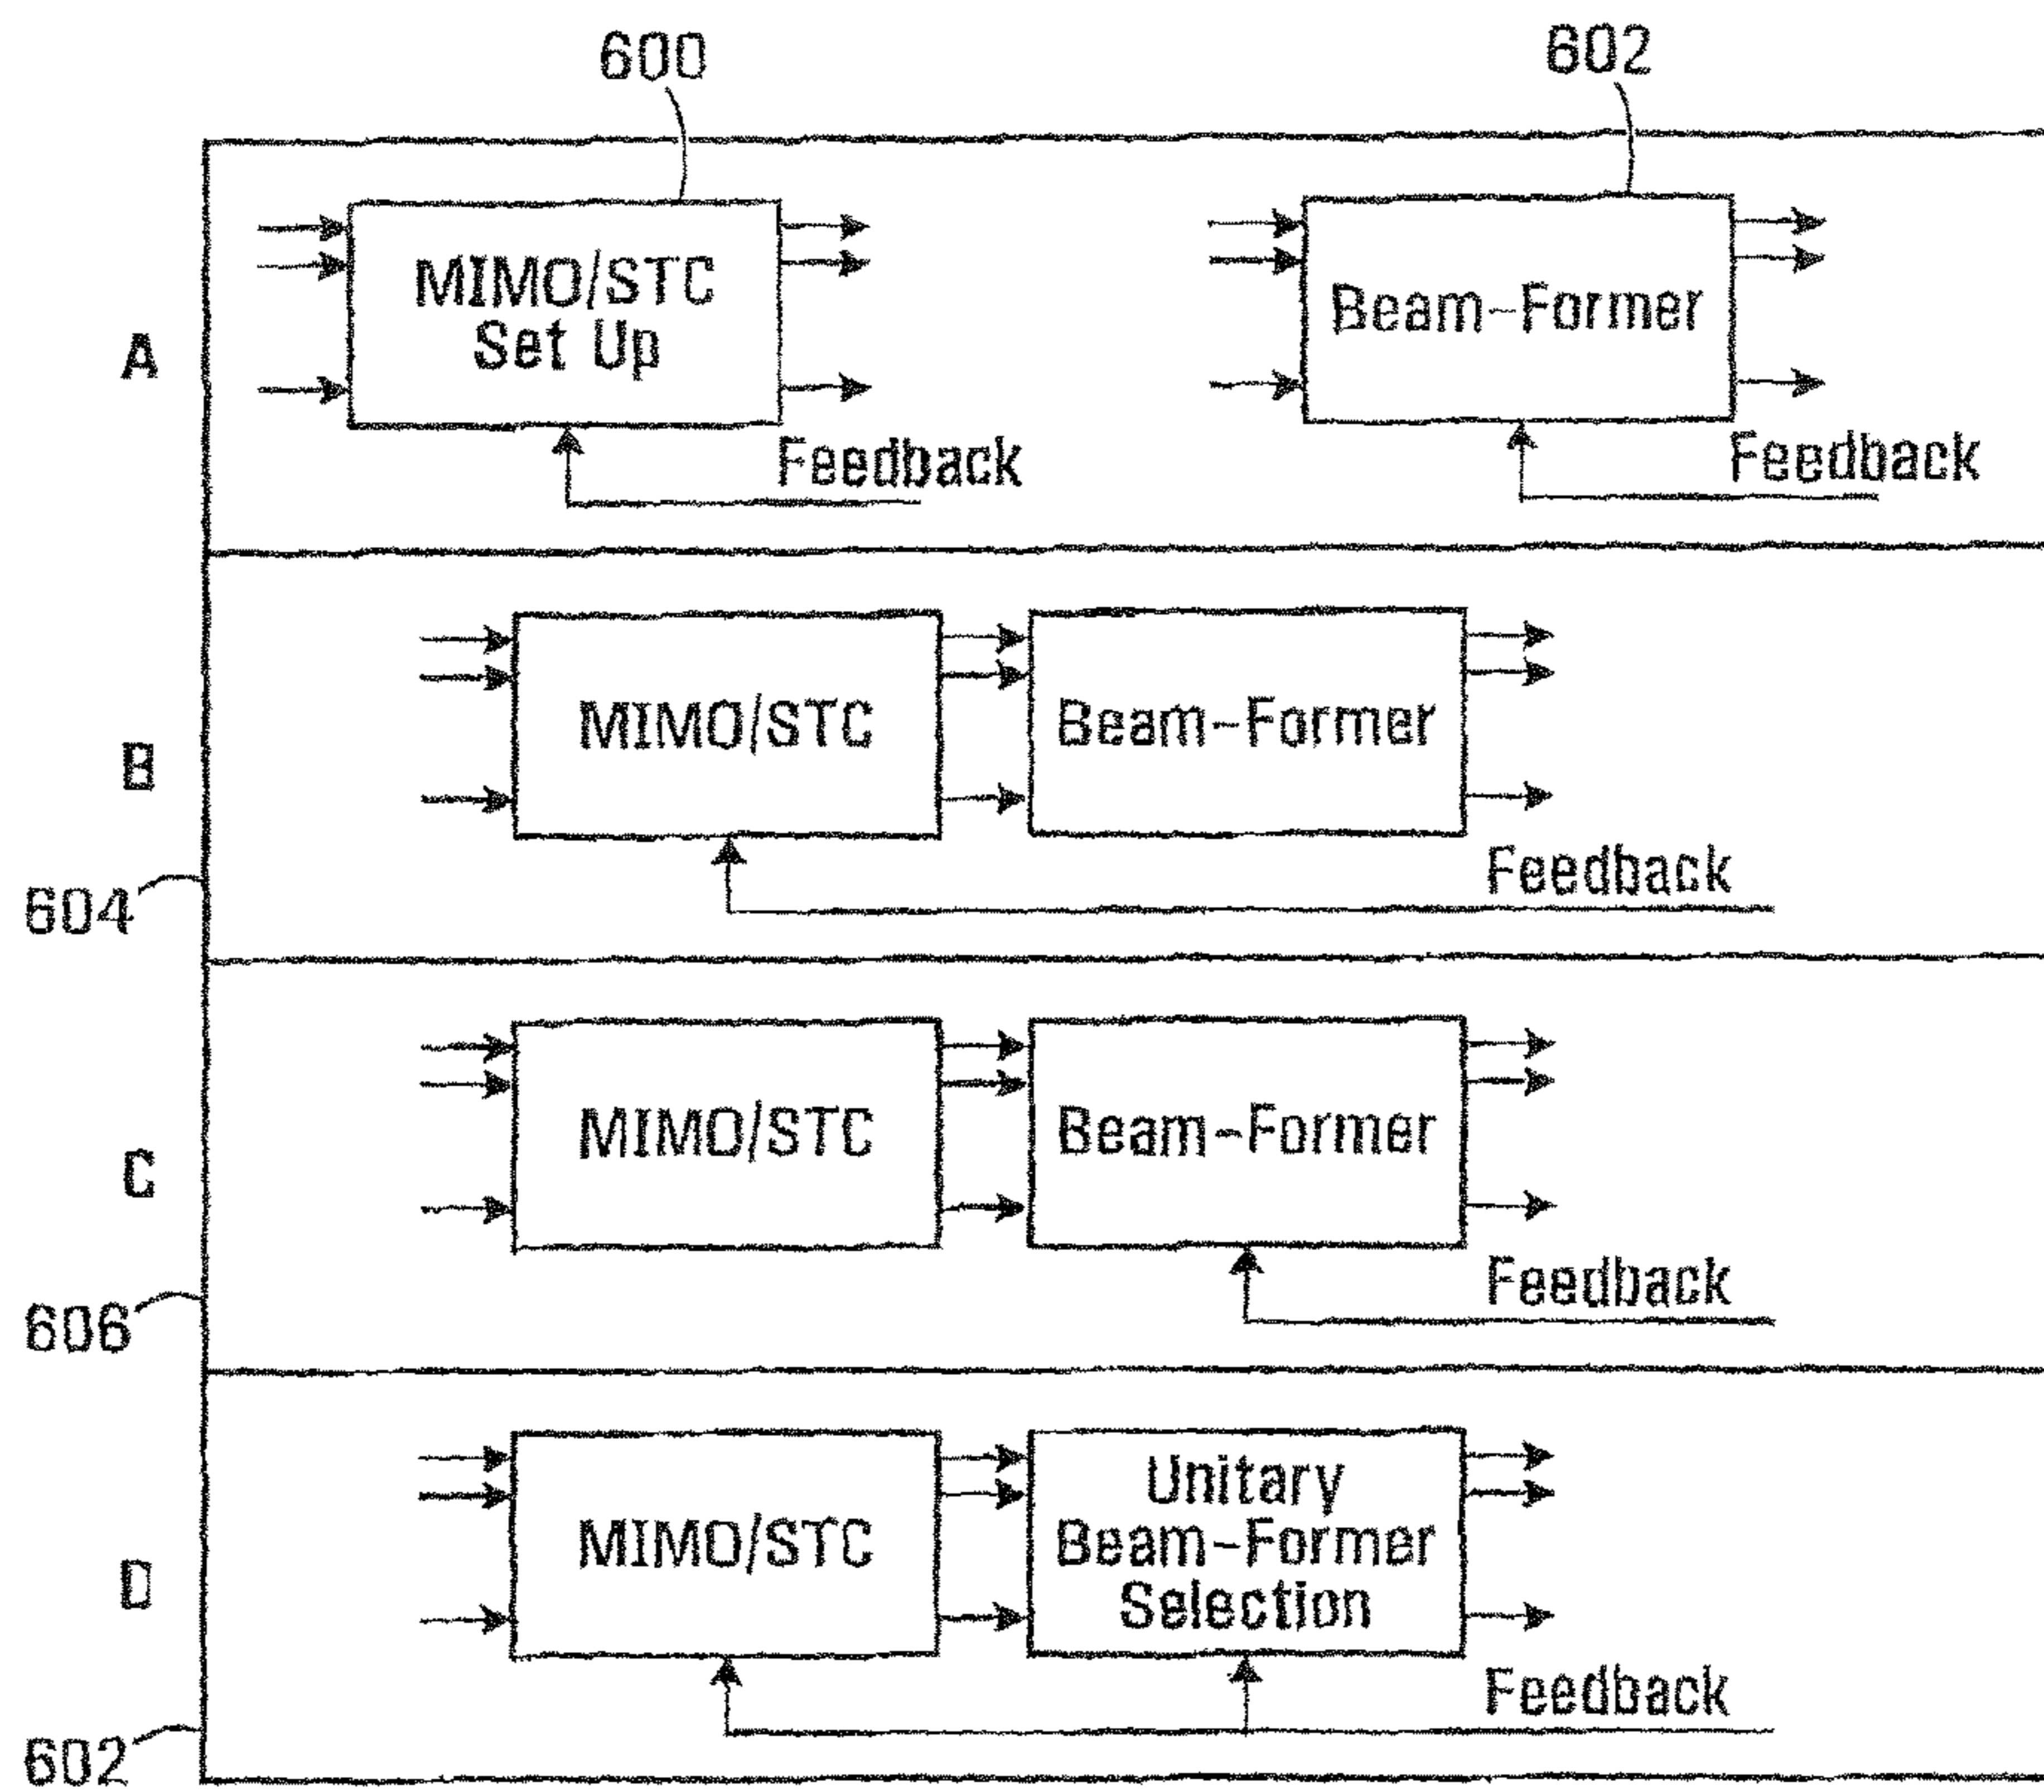 600
602
A
MIMO/STC
Set Up
Beam-Former
Feedback
Feedback
B
MIMO/STC
Beam-Former
Feedback
604
C
MIMO/STC
Beam-Former
Feedback
606
D
MIMO/STC
Unitary
Beam-Former
Selection
Feedback
602